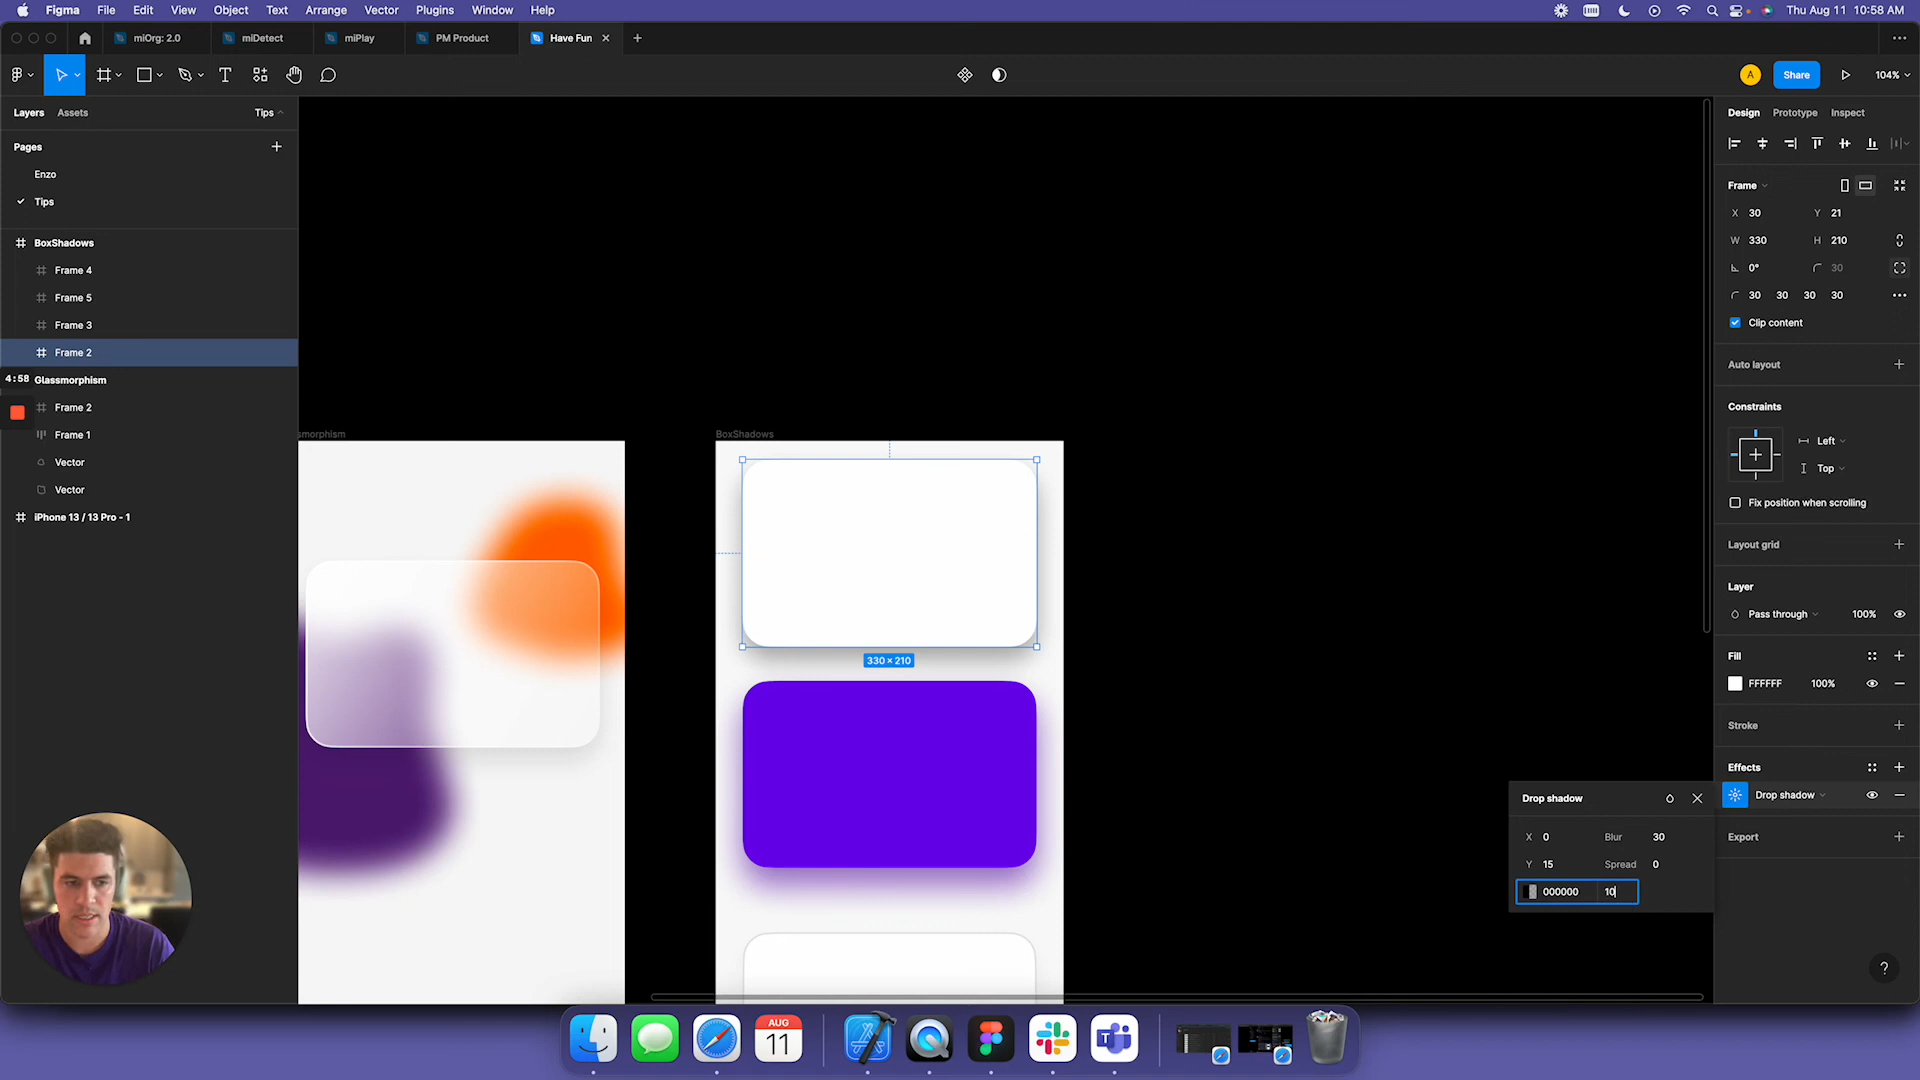 Figma File Edit View Object Text Arrange Vector Plugins Window Help
Thu Aug 11 10:58 AM
miOrg: 2.0
miDetect
miPlay
PM Product
Have Fun
A
Share
104%
Layers Assets
Tips
Pages
Enzo
Tips
BoxShadows
Frame 4
Frame 5
Frame 3
Frame 2
4:58
Glassmorphism
Frame 2
Frame 1
Vector
Vector
iPhone 13 / 13 Pro - 1
smorphism
BoxShadows
330 × 210
Design Prototype Inspect
Frame
X 30 Y 21
W 330 H 210
0° 30
30 30 30 30
Clip content
Auto layout
Constraints
Left
Top
Fix position when scrolling
Layout grid
Layer
Pass through 100%
Fill
FFFFFF 100%
Stroke
Effects
Drop shadow
Export
Drop shadow
X 0 Blur 30
Y 15 Spread 0
000000 10
?
AUG
11